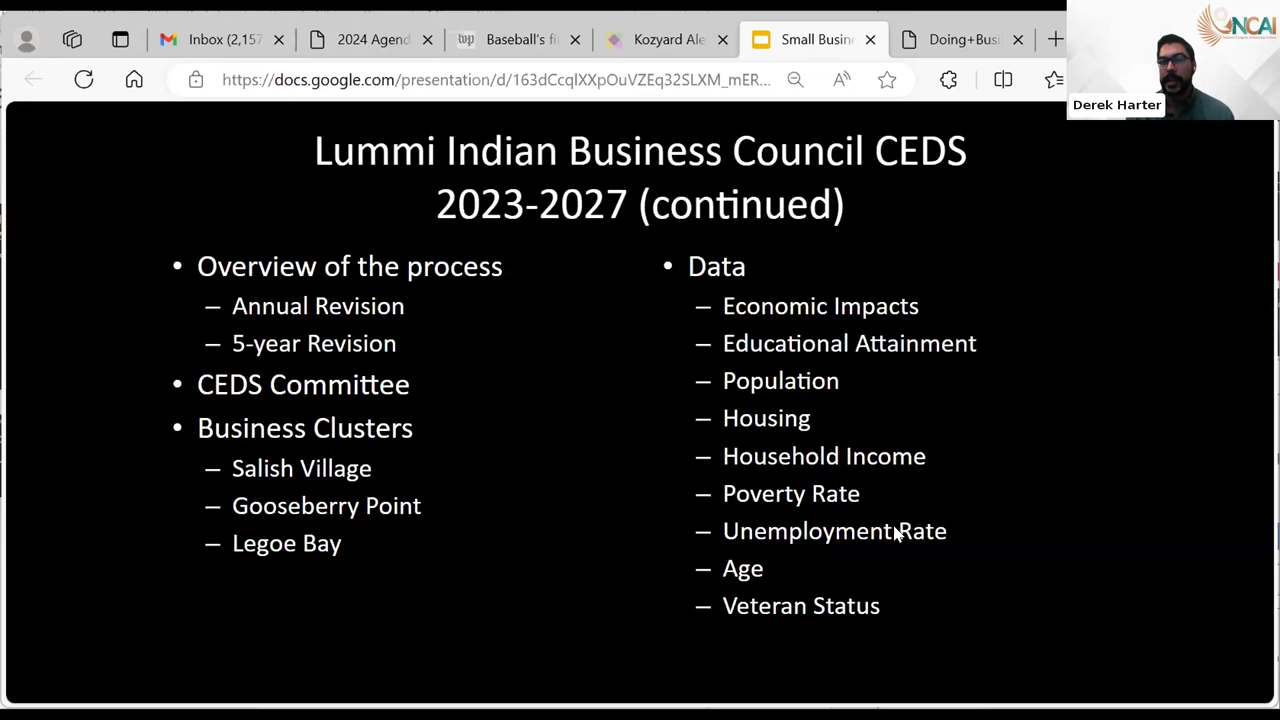 Inbox (2,157
2024 Agend
Baseball's b
Kozyard Ale
Small Busin
Doing+Bus
https://docs.google.com/presentation/d/163dCcqIXXpOuVZEq32SLXM_mER...
NCAI
Derek Harter
Lummi Indian Business Council CEDS
2023-2027 (continued)
• Overview of the process
– Annual Revision
– 5-year Revision
• CEDS Committee
• Business Clusters
– Salish Village
– Gooseberry Point
– Legoe Bay
• Data
– Economic Impacts
– Educational Attainment
– Population
– Housing
– Household Income
– Poverty Rate
– Unemployment Rate
– Age
– Veteran Status